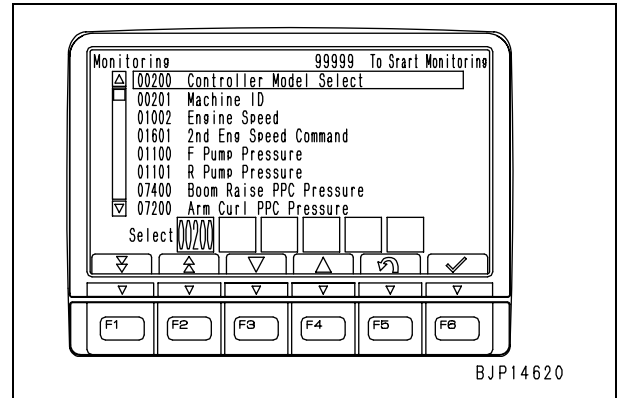 Monitoring 99999 To Srart Monitoring
00200 Controller Model Select
00201 Machine ID
01002 Engine Speed
01601 2nd Eng Speed Command
01100 F Pump Pressure
01101 R Pump Pressure
07400 Boom Raise PPC Pressure
07200 Arm Curl PPC Pressure
Select 00200
F1 F2 F3 F4 F5 F6
BJP14620